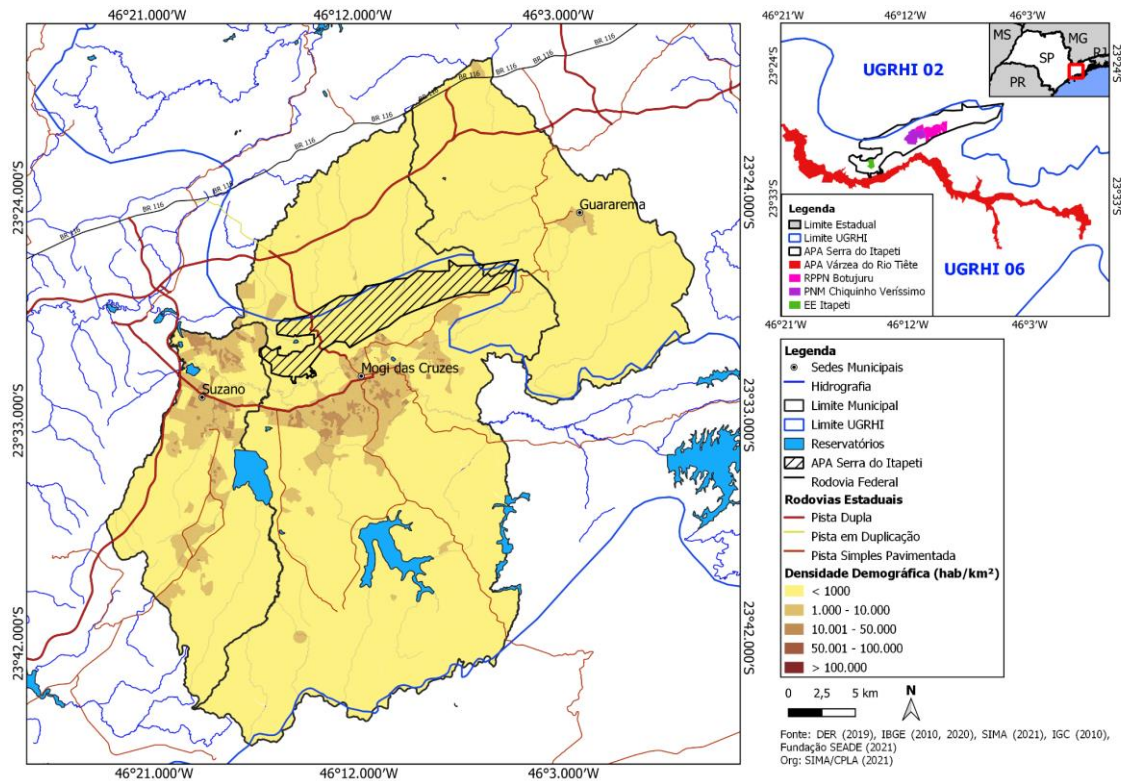 46°21.000'W
46°12.000'W
46°3.000'W
BR 116
BR 116
BR 116
BR 116
BR 116
BR 116
BR 116
23°24.000'S
23°33.000'S
23°42.000'S
Guararema
Mogi das Cruzes
Suzano
23°24.000'S
23°33.000'S
23°42.000'S
46°21.000'W
46°12.000'W
46°3.000'W
46°21'W
46°12'W
46°3'W
MS
MG
SP
RJ
PR
UGRHI 02
UGRHI 06
23°24'S
23°33'S
23°24'S
23°33'S
Legenda
Limite Estadual
Limite UGRHI
APA Serra do Itapeti
APA Várzea do Rio Tiête
RPPN Botujuru
PNM Chiquinho Veríssimo
EE Itapeti
46°21'W
46°12'W
46°3'W
Legenda
Sedes Municipais
Hidrografia
Limite Municipal
Limite UGRHI
Reservatórios
APA Serra do Itapeti
Rodovia Federal
Rodovias Estaduais
Pista Dupla
Pista em Duplicação
Pista Simples Pavimentada
Densidade Demográfica (hab/km²)
< 1000
1.000 - 10.000
10.001 - 50.000
50.001 - 100.000
> 100.000
0 2,5 5 km
N
Fonte: DER (2019), IBGE (2010, 2020), SIMA (2021), IGC (2010),
Fundação SEADE (2021)
Org: SIMA/CPLA (2021)